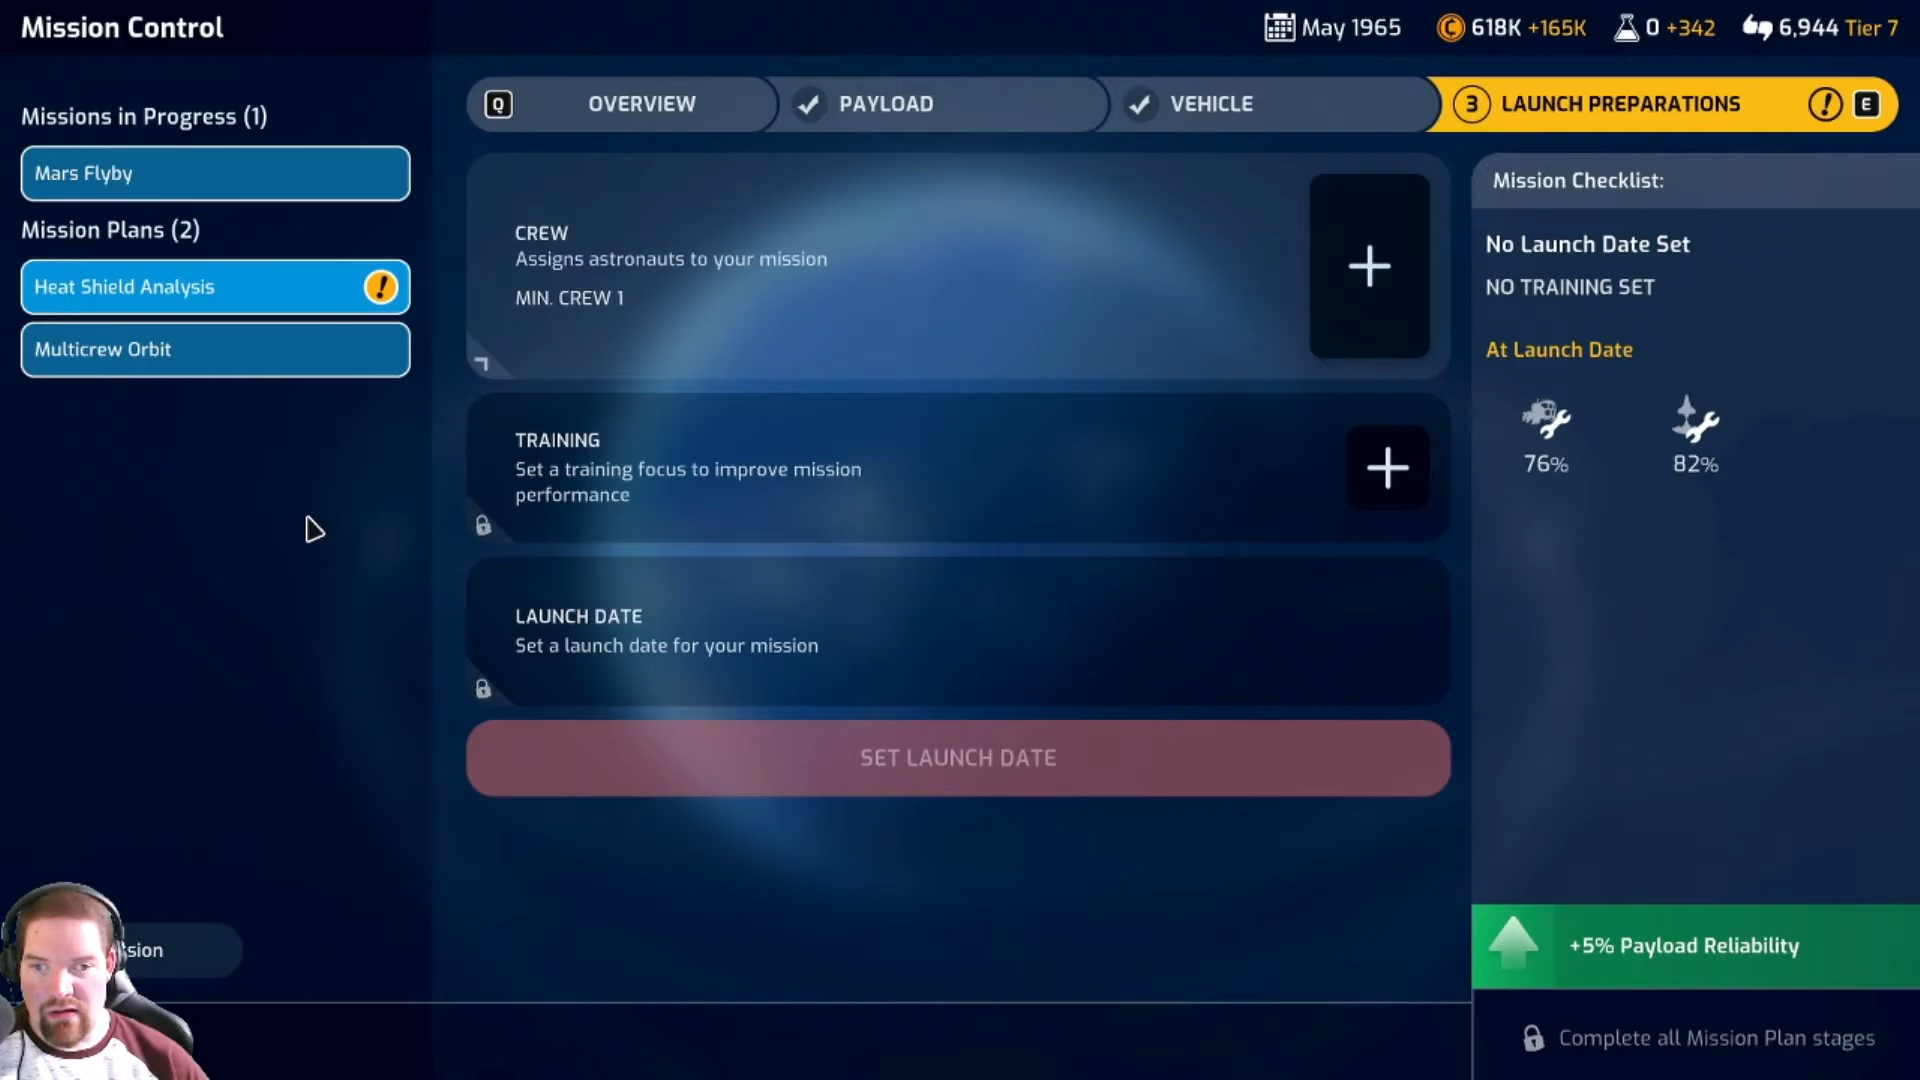 Mission Control
May 1965
618K +165K
0 +342
6,944 Tier 7
Missions in Progress (1)
Mars Flyby
Mission Plans (2)
Heat Shield Analysis
!
Multicrew Orbit
Q
OVERVIEW
PAYLOAD
VEHICLE
3 LAUNCH PREPARATIONS
! E
CREW
Assigns astronauts to your mission
MIN. CREW 1
TRAINING
Set a training focus to improve mission
performance
LAUNCH DATE
Set a launch date for your mission
SET LAUNCH DATE
Mission Checklist:
No Launch Date Set
NO TRAINING SET
At Launch Date
76%
82%
+5% Payload Reliability
Complete all Mission Plan stages